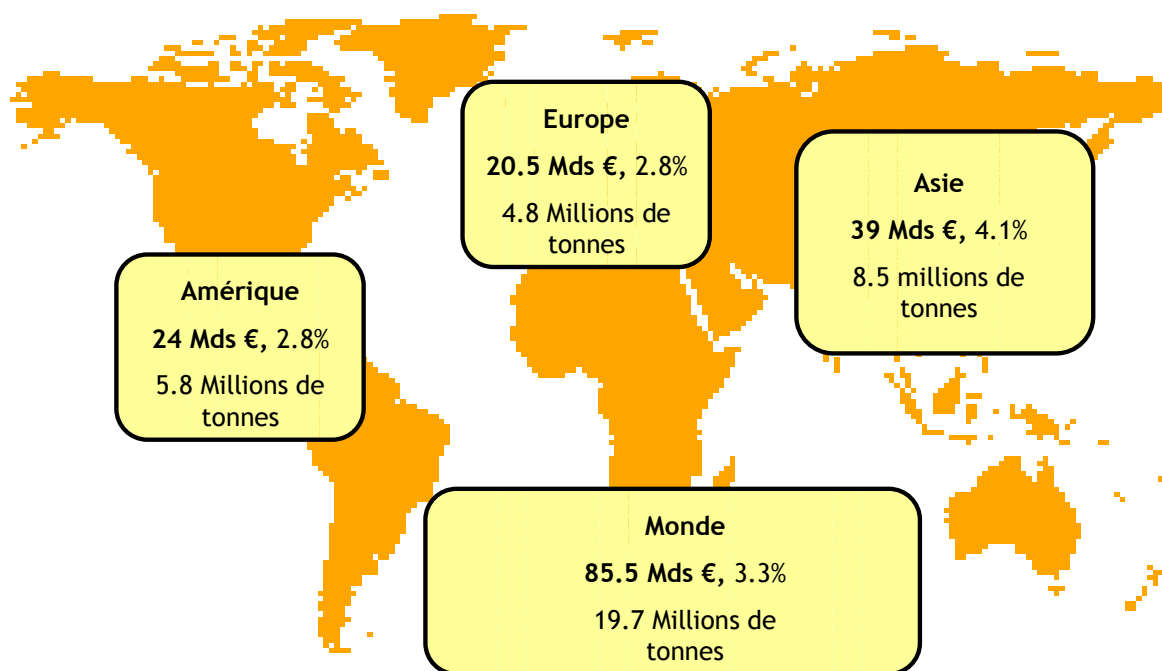 Europe
20.5 Mds €, 2.8%
4.8 Millions de
tonnes
Asie
39 Mds €, 4.1%
8.5 millions de
tonnes
Amérique
24 Mds €, 2.8%
5.8 Millions de
tonnes
Monde
85.5 Mds €, 3.3%
19.7 Millions de
tonnes